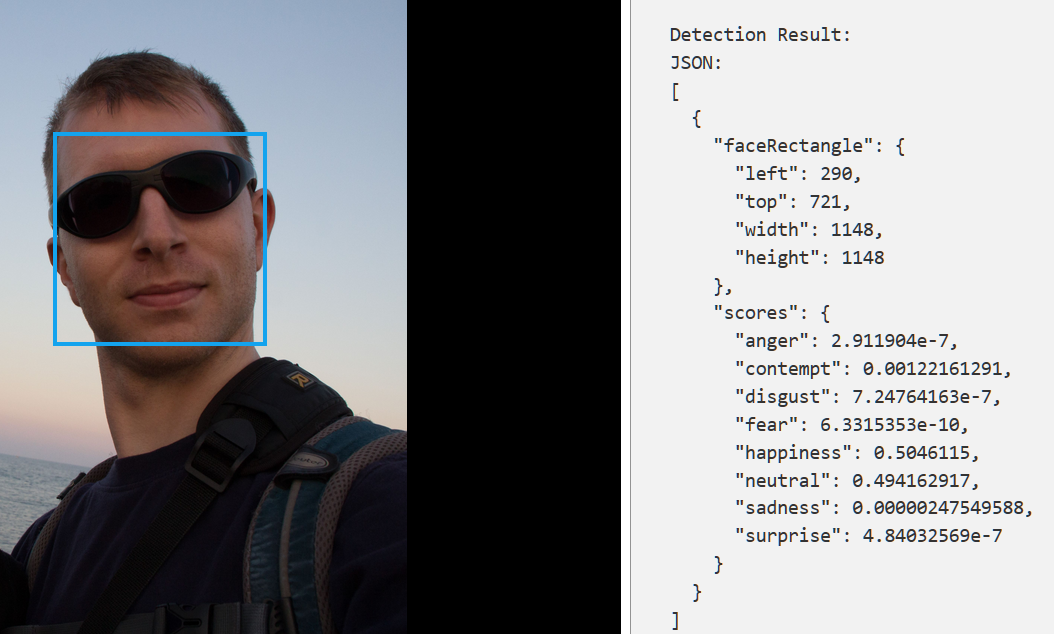 Detection Result:
JSON:
[
  {
    "faceRectangle": {
      "left": 290,
      "top": 721,
      "width": 1148,
      "height": 1148
    },
    "scores": {
      "anger": 2.911904e-7,
      "contempt": 0.00122161291,
      "disgust": 7.24764163e-7,
      "fear": 6.3315353e-10,
      "happiness": 0.5046115,
      "neutral": 0.494162917,
      "sadness": 0.00000247549588,
      "surprise": 4.84032569e-7
    }
  }
]